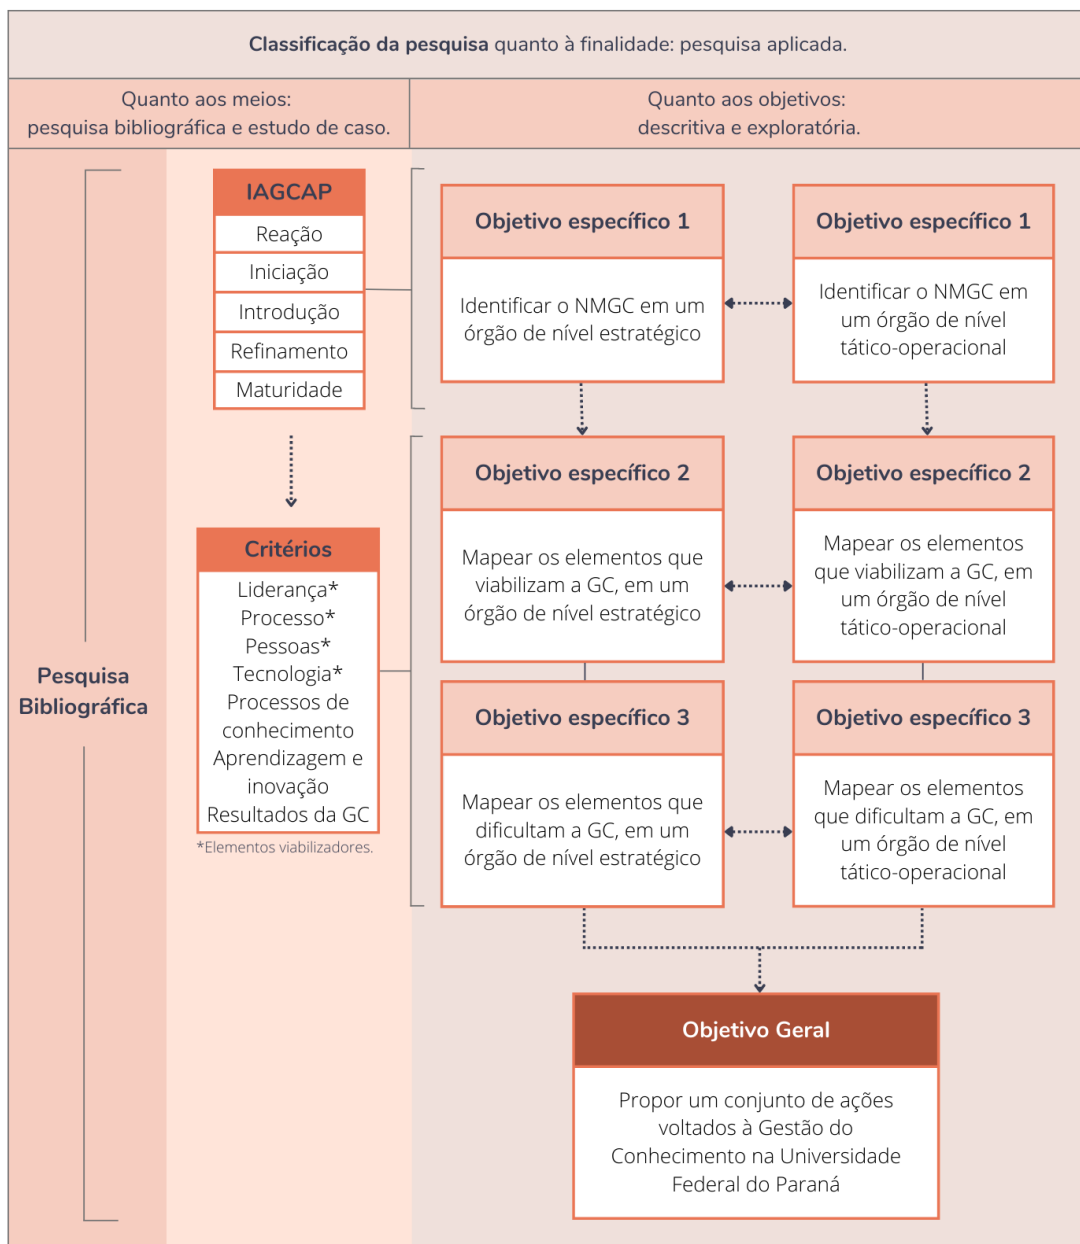 Classificação da pesquisa quanto à finalidade: pesquisa aplicada.
Quanto aos meios:
pesquisa bibliográfica e estudo de caso.
Quanto aos objetivos:
descritiva e exploratória.
Pesquisa
Bibliográfica
IAGCAP
Reação
Iniciação
Introdução
Refinamento
Maturidade
Critérios
Liderança*
Processo*
Pessoas*
Tecnologia*
Processos de
conhecimento
Aprendizagem e
inovação
Resultados da GC
*Elementos viabilizadores.
Objetivo específico 1
Identificar o NMGC em um
órgão de nível estratégico
Objetivo específico 1
Identificar o NMGC em
um órgão de nível
tático-operacional
Objetivo específico 2
Mapear os elementos que
viabilizam a GC, em um
órgão de nível estratégico
Objetivo específico 2
Mapear os elementos
que viabilizam a GC, em
um órgão de nível
tático-operacional
Objetivo específico 3
Mapear os elementos que
dificultam a GC, em um
órgão de nível estratégico
Objetivo específico 3
Mapear os elementos
que dificultam a GC, em
um órgão de nível
tático-operacional
Objetivo Geral
Propor um conjunto de ações
voltados à Gestão do
Conhecimento na Universidade
Federal do Paraná